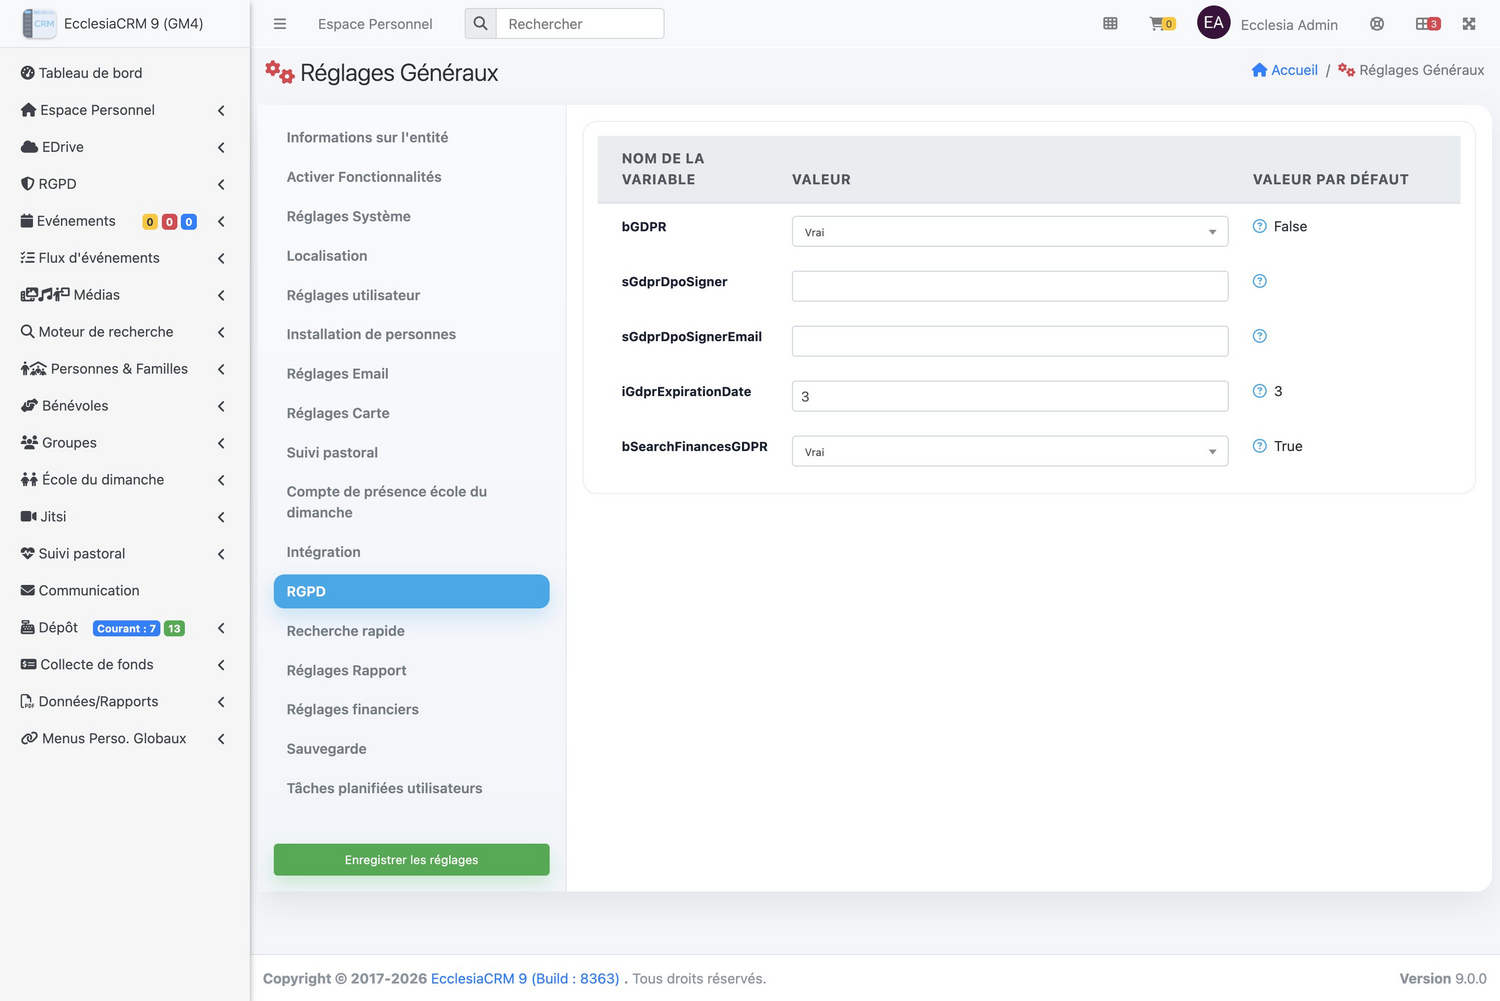 CRM
EcclesiaCRM 9 (GM4)
Espace Personnel
Rechercher
0
EA
Ecclesia Admin
3
Tableau de bord
Espace Personnel
EDrive
RGPD
Evénements 0 0 0
Flux d'événements
Médias
Moteur de recherche
Personnes & Familles
Bénévoles
Groupes
École du dimanche
Jitsi
Suivi pastoral
Communication
Dépôt Courant : 7 13
Collecte de fonds
Données/Rapports
Menus Perso. Globaux
Réglages Généraux
Accueil / Réglages Généraux
Informations sur l'entité
Activer Fonctionnalités
Réglages Système
Localisation
Réglages utilisateur
Installation de personnes
Réglages Email
Réglages Carte
Suivi pastoral
Compte de présence école du
dimanche
Intégration
RGPD
Recherche rapide
Réglages Rapport
Réglages financiers
Sauvegarde
Tâches planifiées utilisateurs
Enregistrer les réglages
NOM DE LA
VARIABLE
VALEUR
VALEUR PAR DÉFAUT
bGDPR
Vrai
False
sGdprDpoSigner
sGdprDpoSignerEmail
iGdprExpirationDate
3
3
bSearchFinancesGDPR
Vrai
True
Copyright © 2017-2026 EcclesiaCRM 9 (Build : 8363) . Tous droits réservés.
Version 9.0.0